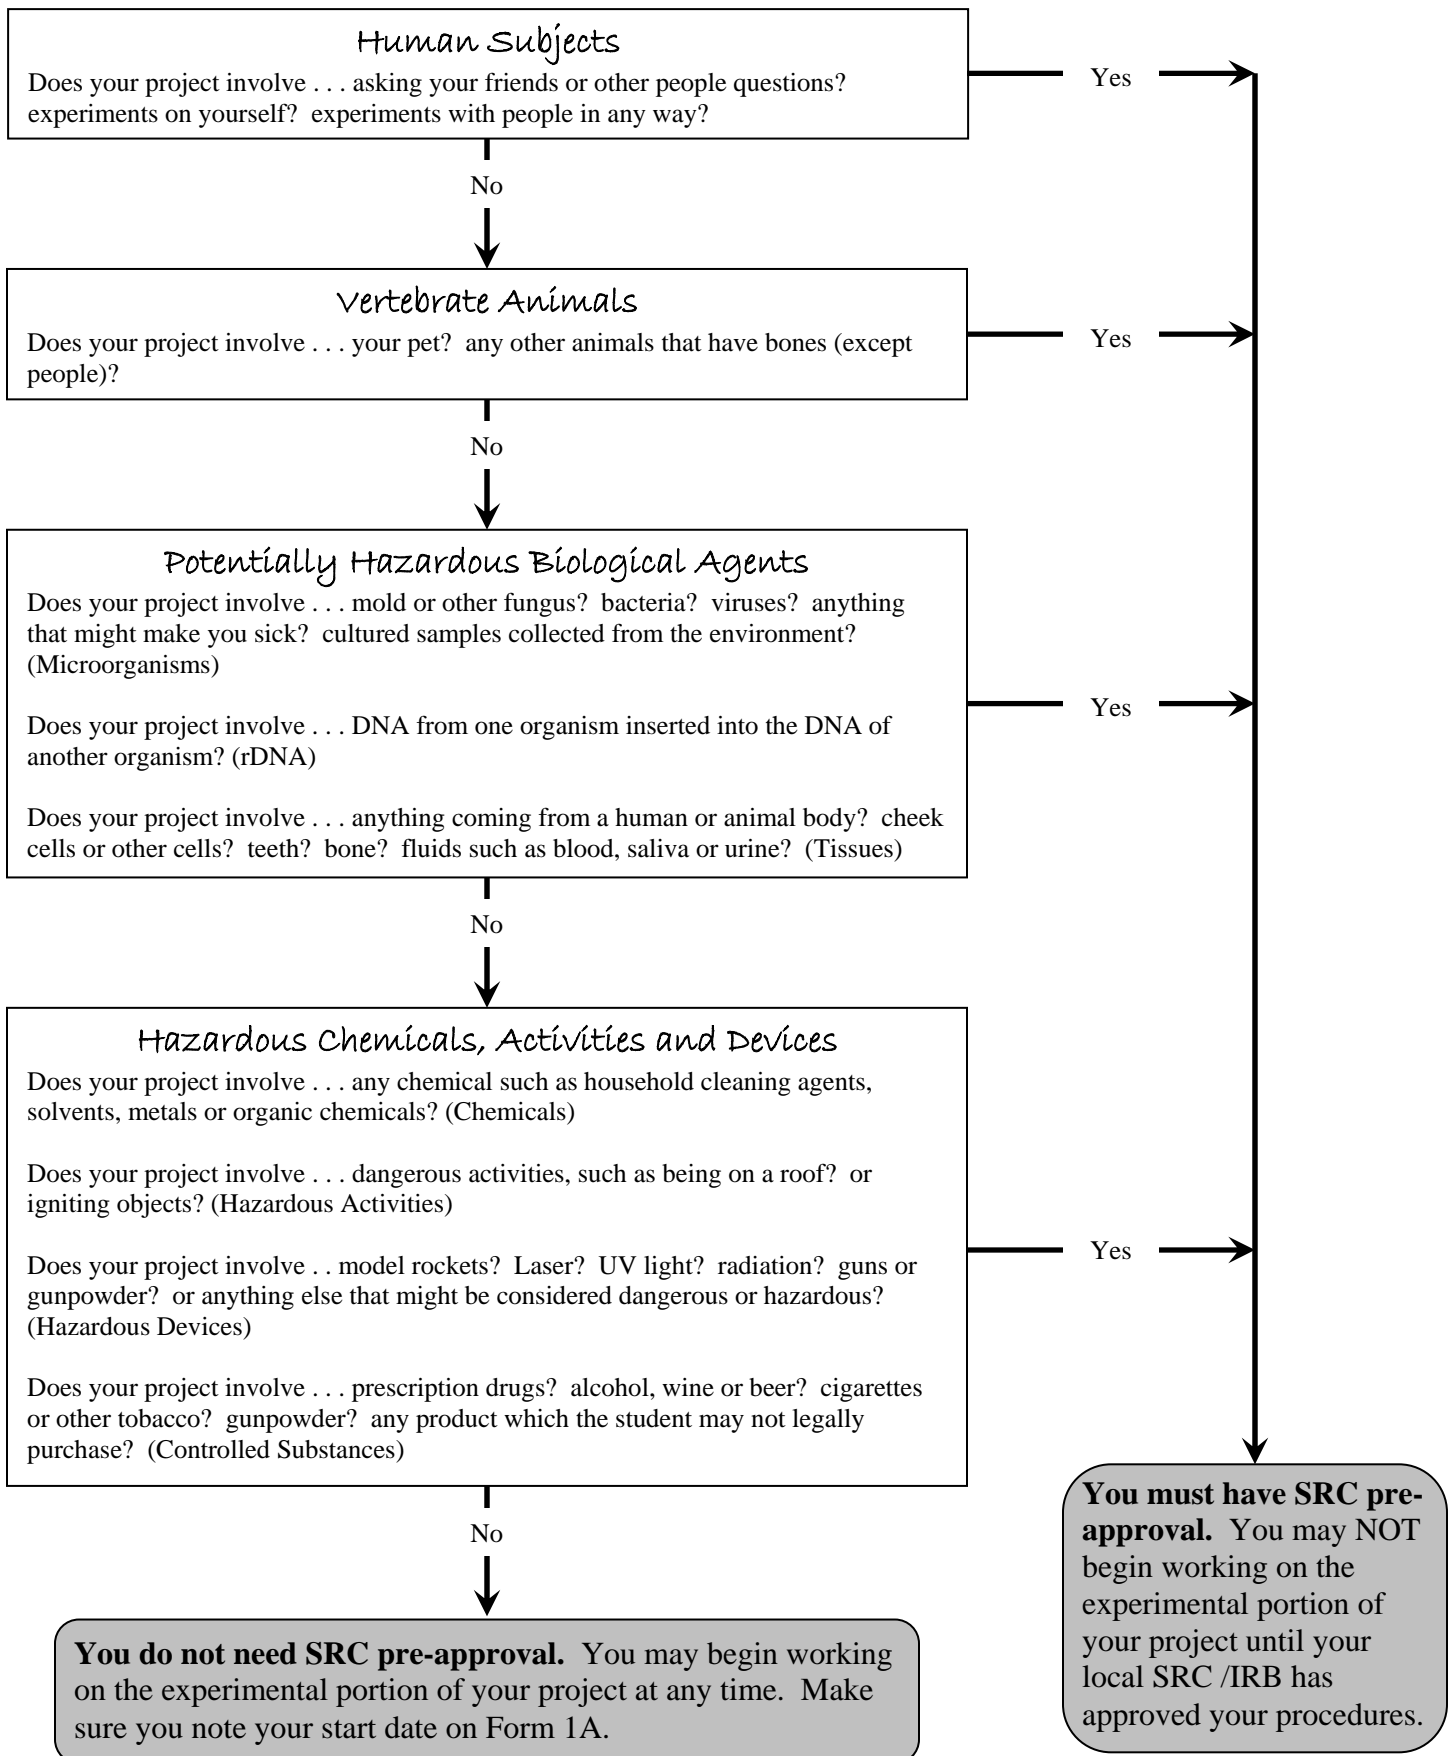 Human Subjects
Does your project involve . . . asking your friends or other people questions?
experiments on yourself?  experiments with people in any way?
Yes
No
Vertebrate Animals
Does your project involve . . . your pet?  any other animals that have bones (except
people)?
Yes
No
Potentially Hazardous Biological Agents
Does your project involve . . . mold or other fungus?  bacteria?  viruses?  anything
that might make you sick?  cultured samples collected from the environment?
(Microorganisms)
Does your project involve . . . DNA from one organism inserted into the DNA of
another organism? (rDNA)
Does your project involve . . . anything coming from a human or animal body?  cheek
cells or other cells?  teeth?  bone?  fluids such as blood, saliva or urine?  (Tissues)
Yes
No
Hazardous Chemicals, Activities and Devices
Does your project involve . . . any chemical such as household cleaning agents,
solvents, metals or organic chemicals? (Chemicals)
Does your project involve . . . dangerous activities, such as being on a roof?  or
igniting objects? (Hazardous Activities)
Does your project involve . . model rockets?  Laser?  UV light?  radiation?  guns or
gunpowder?  or anything else that might be considered dangerous or hazardous?
(Hazardous Devices)
Does your project involve . . . prescription drugs?  alcohol, wine or beer?  cigarettes
or other tobacco?  gunpowder?  any product which the student may not legally
purchase?  (Controlled Substances)
Yes
No
You do not need SRC pre-approval.  You may begin working
on the experimental portion of your project at any time.  Make
sure you note your start date on Form 1A.
You must have SRC pre-
approval.  You may NOT
begin working on the
experimental portion of
your project until your
local SRC /IRB has
approved your procedures.